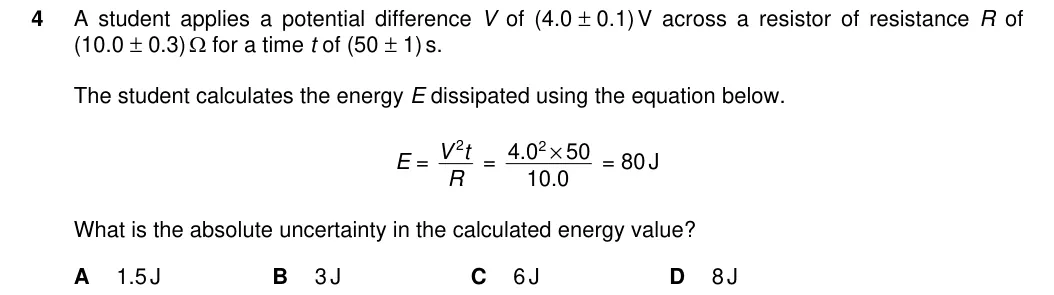 4 A student applies a potential difference V of (4.0 ± 0.1) V across a resistor of resistance R of
(10.0 ± 0.3) Ω for a time t of (50 ± 1) s.
The student calculates the energy E dissipated using the equation below.
E = V²t / R = 4.0² × 50 / 10.0 = 80 J
What is the absolute uncertainty in the calculated energy value?
A 1.5 J B 3 J C 6 J D 8 J